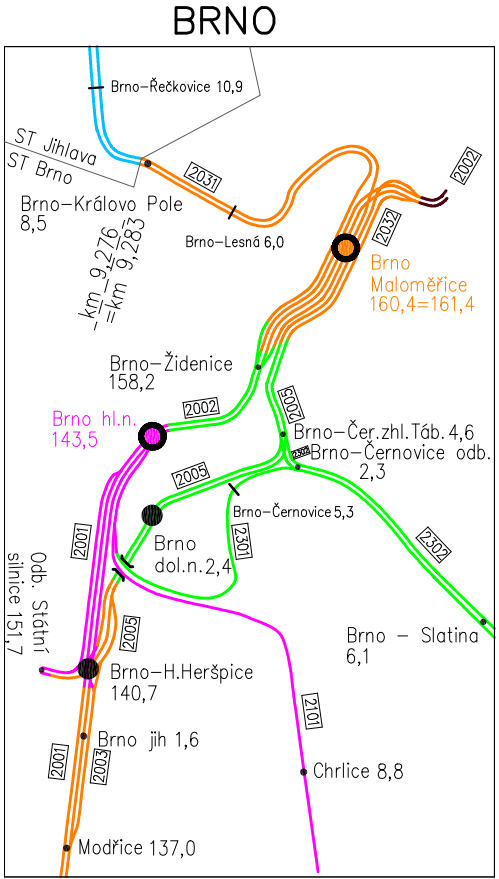 BRNO
Brno-Řečkovice 10,9
ST Jihlava
ST Brno
2031
2002
Brno-Královo Pole
8,5
2032
Brno-Lesná 6,0
-km 9,276
=km 9,283
Brno
Maloměřice
160,4=161,4
Brno-Židenice
158,2
2002
2005
Brno hl.n.
143,5
Brno-Čer.zhl.Táb. 4,6
2302
Brno-Černovice odb.
2,3
2005
Brno-Černovice 5,3
2001
2301
2302
Brno
dol.n. 2,4
Odb. Státní
silnice 151,7
2005
Brno - Slatina
6,1
Brno-H.Heršpice
140,7
2101
Brno jih 1,6
2001
2003
Chrlice 8,8
Modřice 137,0